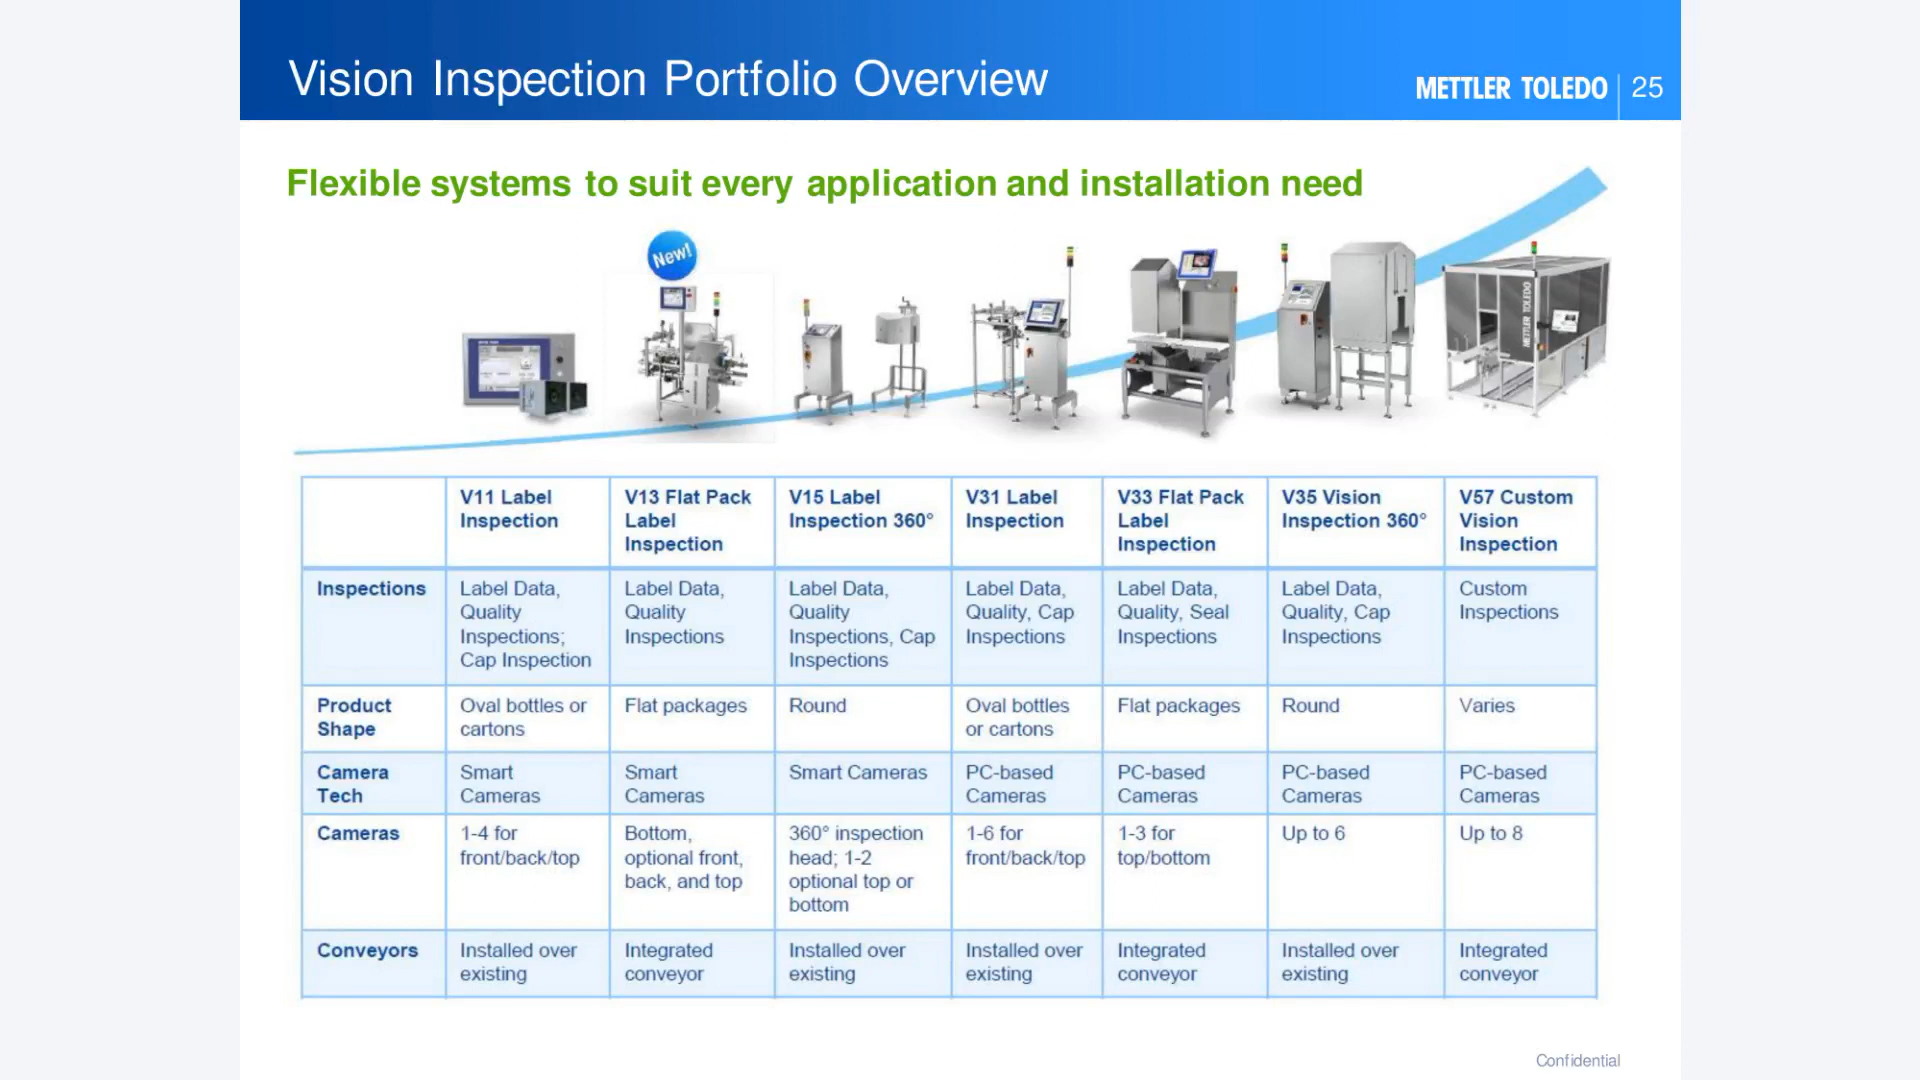 Vision Inspection Portfolio Overview
METTLER TOLEDO 25
Flexible systems to suit every application and installation need
New!
METTLER TOLEDO
V11 Label Inspection
V13 Flat Pack Label Inspection
V15 Label Inspection 360°
V31 Label Inspection
V33 Flat Pack Label Inspection
V35 Vision Inspection 360°
V57 Custom Vision Inspection
Inspections
Label Data, Quality Inspections; Cap Inspection
Label Data, Quality Inspections
Label Data, Quality Inspections, Cap Inspections
Label Data, Quality, Cap Inspections
Label Data, Quality, Seal Inspections
Label Data, Quality, Cap Inspections
Custom Inspections
Product Shape
Oval bottles or cartons
Flat packages
Round
Oval bottles or cartons
Flat packages
Round
Varies
Camera Tech
Smart Cameras
Smart Cameras
Smart Cameras
PC-based Cameras
PC-based Cameras
PC-based Cameras
PC-based Cameras
Cameras
1-4 for front/back/top
Bottom, optional front, back, and top
360° inspection head; 1-2 optional top or bottom
1-6 for front/back/top
1-3 for top/bottom
Up to 6
Up to 8
Conveyors
Installed over existing
Integrated conveyor
Installed over existing
Installed over existing
Integrated conveyor
Installed over existing
Integrated conveyor
Confidential